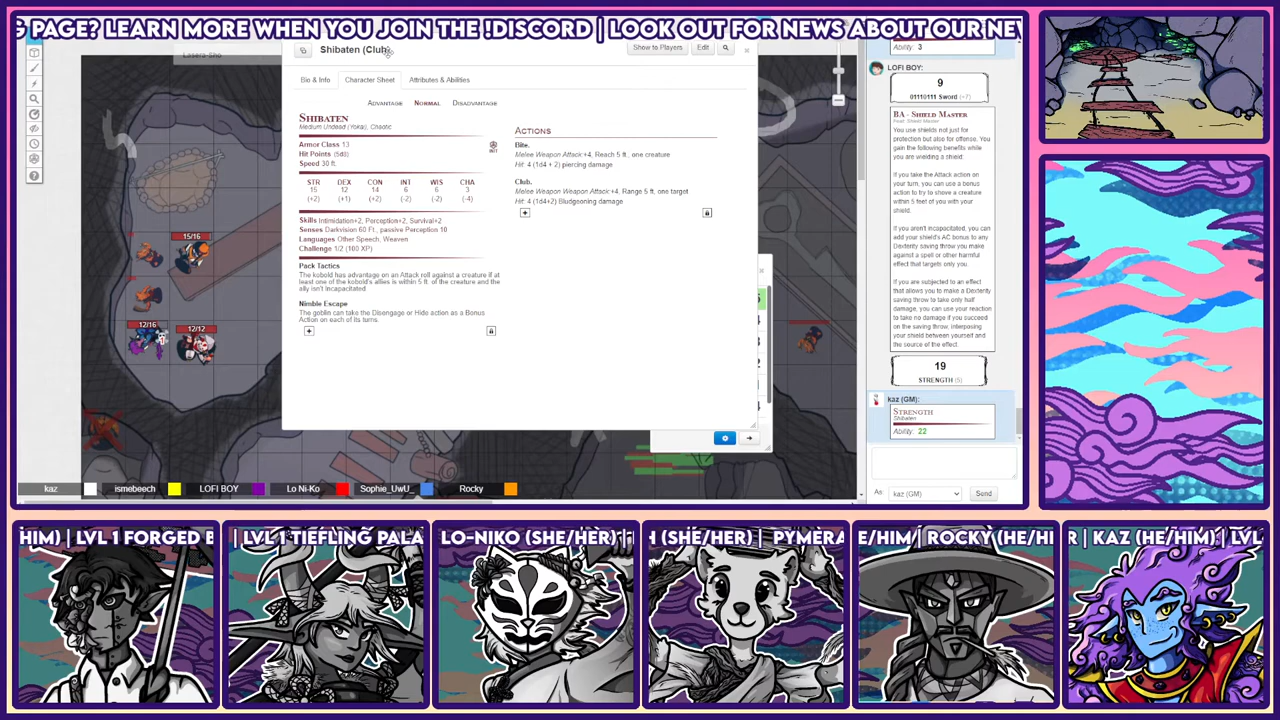 G PAGE? LEARN MORE WHEN YOU JOIN THE !DISCORD | LOOK OUT FOR NEWS ABOUT OUR NE
Shibaten (Club)
Show to Players
Edit
Bio & Info
Character Sheet
Attributes & Abilities
ADVANTAGE
NORMAL
DISADVANTAGE
SHIBATEN
Medium Undead (Yokai), Chaotic
Armor Class 13
Hit Points (5d8)
Speed 30 ft.
INIT
STR DEX CON INT WIS CHA
15 12 14 6 6 3
(+2) (+1) (+2) (-2) (-2) (-4)
Skills Intimidation+2, Perception+2, Survival+2
Senses Darkvision 60 Ft., passive Perception 10
Languages Other Speech, Weaven
Challenge 1/2 (100 XP)
Pack Tactics
The kobold has advantage on an Attack roll against a creature if at
least one of the kobold's allies is within 5 ft. of the creature and the
ally isn't Incapacitated.
Nimble Escape
The goblin can take the Disengage or Hide action as a Bonus
Action on each of its turns.
ACTIONS
Bite.
Melee Weapon Attack:+4, Reach 5 ft., one creature
Hit: 4 (1d4 + 2) piercing damage
Club.
Melee Weapon Weapon Attack:+4, Range 5 ft. one target
Hit: 4 (1d4+2) Bludgeoning damage
15/16
12/16
12/12
Ability: 3
LOFI BOY:
9
01110111 Sword (+7)
BA - SHIELD MASTER
Feat: Shield Master
You use shields not just for
protection but also for offense. You
gain the following benefits while
you are wielding a shield:
If you take the Attack action on
your turn, you can use a bonus
action to try to shove a creature
within 5 feet of you with your
shield.
If you aren't incapacitated, you can
add your shield's AC bonus to any
Dexterity saving throw you make
against a spell or other harmful
effect that targets only you.
If you are subjected to an effect
that allows you to make a Dexterity
saving throw to take only half
damage, you can use your reaction
to take no damage if you succeed
on the saving throw, interposing
your shield between yourself and
the source of the effect.
19
STRENGTH (5)
kaz (GM):
STRENGTH
Shibaten
Ability: 22
As:
kaz (GM)
Send
kaz
ismebeech
LOFI BOY
Lo Ni-Ko
Sophie_UwU_
Rocky
HIM) | LVL 1 FORGED B
| LVL 1 TIEFLING PALA
LO-NIKO (SHE/HER) |
H (SHE/HER) | PYMERA
E/HIM | ROCKY (HE/HI
R | KAZ (HE/HIM) | LVL